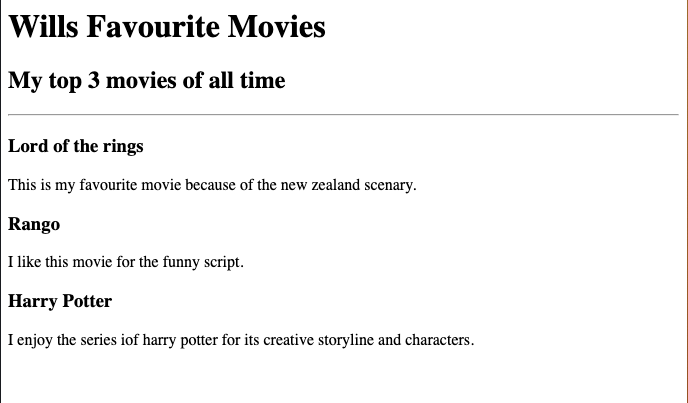 Wills Favourite Movies
My top 3 movies of all time
Lord of the rings
This is my favourite movie because of the new zealand scenary.
Rango
I like this movie for the funny script.
Harry Potter
I enjoy the series iof harry potter for its creative storyline and characters.